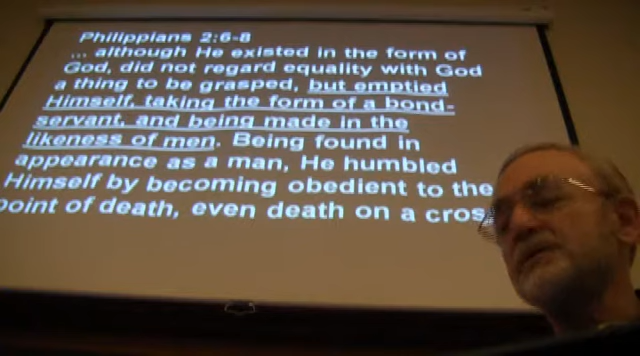 Philippians 2:6-8
... although He existed in the form of
God, did not regard equality with God
a thing to be grasped, but emptied
Himself, taking the form of a bond-
servant, and being made in the
likeness of men. Being found in
appearance as a man, He humbled
Himself by becoming obedient to the
point of death, even death on a cros